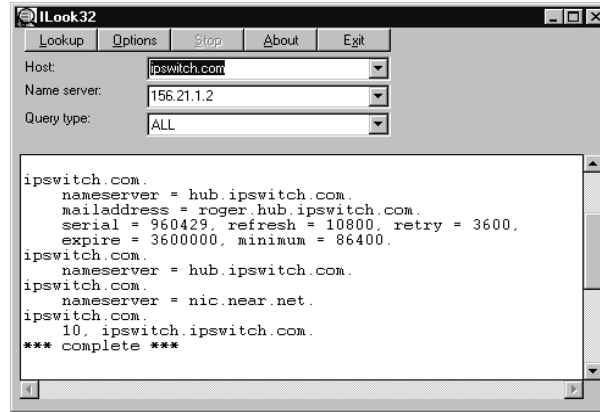 ILook32
Lookup Options Stop About Exit
Host: ipswitch.com
Name server: 156.21.1.2
Query type: ALL
ipswitch.com.
nameserver = hub.ipswitch.com.
mailaddress = roger.hub.ipswitch.com.
serial = 960429, refresh = 10800, retry = 3600,
expire = 3600000, minimum = 86400.
ipswitch.com.
nameserver = hub.ipswitch.com.
ipswitch.com.
nameserver = nic.near.net.
ipswitch.com.
10, ipswitch.ipswitch.com.
*** complete ***